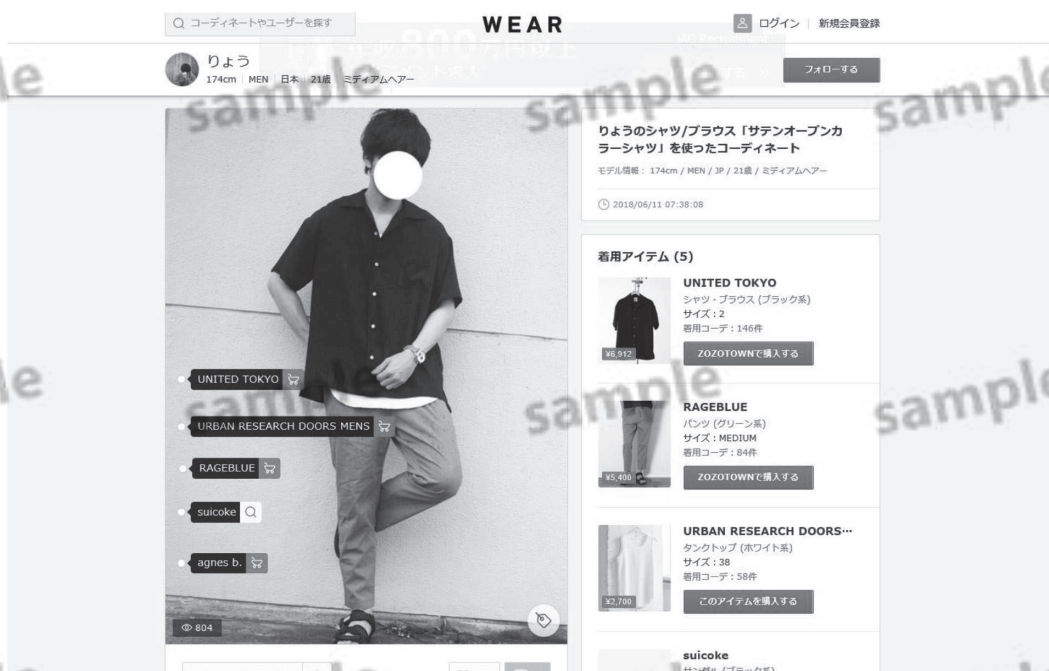 コーディネートやユーザーを探す
WEAR
ログイン
新規会員登録
りょう
174cm MEN 日本 21歳 ミディアムヘアー
フォローする
りょうのシャツ/ブラウス「サテンオープンカ
ラーシャツ」を使ったコーディネート
モデル情報： 174cm / MEN / JP / 21歳 / ミディアムヘアー
2018/06/11 07:38:08
UNITED TOKYO
URBAN RESEARCH DOORS MENS
RAGEBLUE
suicoke
agnes b.
804
着用アイテム (5)
UNITED TOKYO
シャツ・ブラウス (ブラック系)
サイズ：2
着用コーデ：146件
¥6,912
ZOZOTOWNで購入する
RAGEBLUE
パンツ (グリーン系)
サイズ：MEDIUM
着用コーデ：84件
¥5,400
ZOZOTOWNで購入する
URBAN RESEARCH DOORS…
タンクトップ (ホワイト系)
サイズ：38
着用コーデ：58件
¥2,700
このアイテムを購入する
suicoke
sample
sample
sample
sample
sample
sample